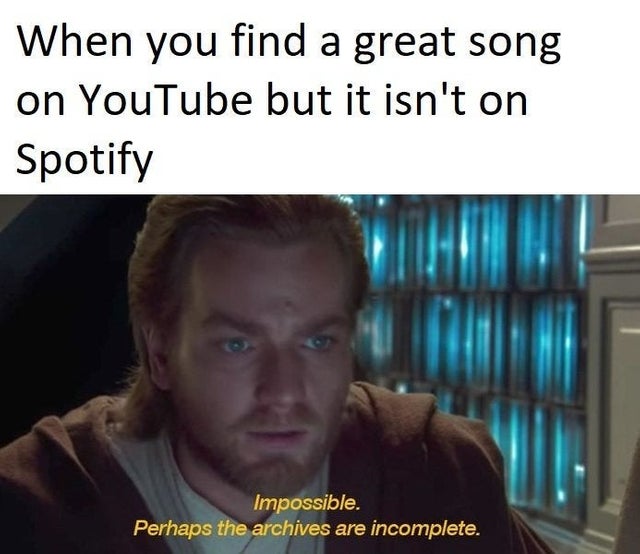 When you find a great song
on YouTube but it isn't on
Spotify
Impossible.
Perhaps the archives are incomplete.